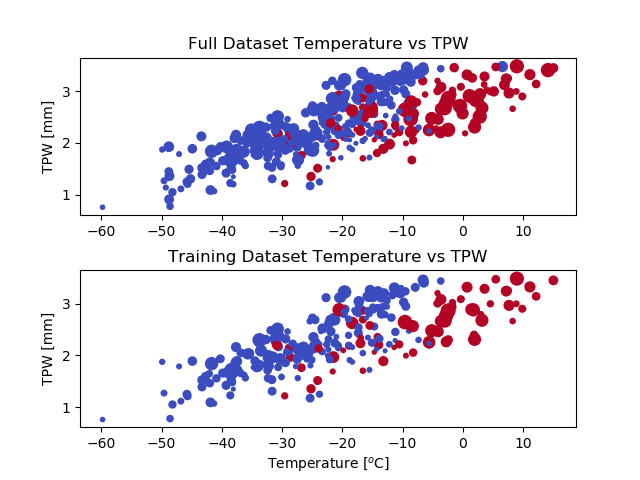 Full Dataset Temperature vs TPW
TPW [mm]
3
2
1
−60 −50 −40 −30 −20 −10 0 10
Training Dataset Temperature vs TPW
TPW [mm]
3
2
1
−60 −50 −40 −30 −20 −10 0 10
Temperature [°C]